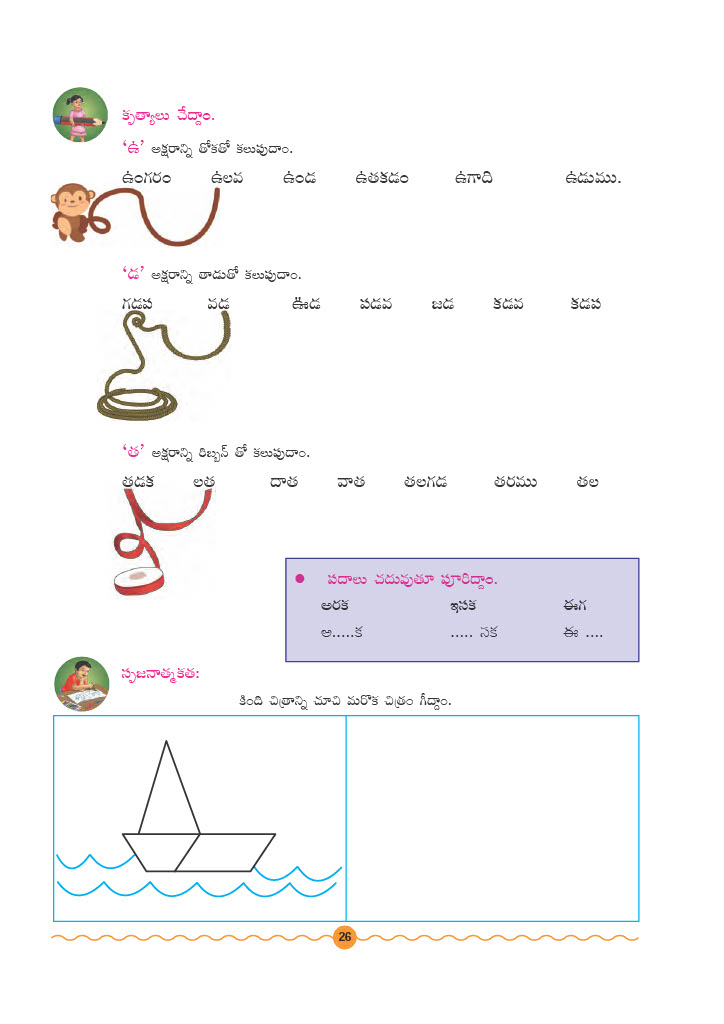 కృత్యాలు చేద్దాం.
‘ఉ’ అక్షరాన్ని తోకతో కలుపుదాం.
ఉంగరం ఉలవ ఉండ ఉతకడం ఉగాది ఉడుము.
‘డ’ అక్షరాన్ని తాడుతో కలుపుదాం.
గడప వడ ఊడ పడవ జడ కడవ కడప
‘త’ అక్షరాన్ని రిబ్బన్ తో కలుపుదాం.
తడక లత దాత వాత తలగడ తరము తల
● పదాలు చదువుతూ పూరిద్దాం.
అరక ఇసక ఈగ
అ.....క ..... సక ఈ ....
సృజనాత్మకత:
కింది చిత్రాన్ని చూచి మరొక చిత్రం గీద్దాం.
26